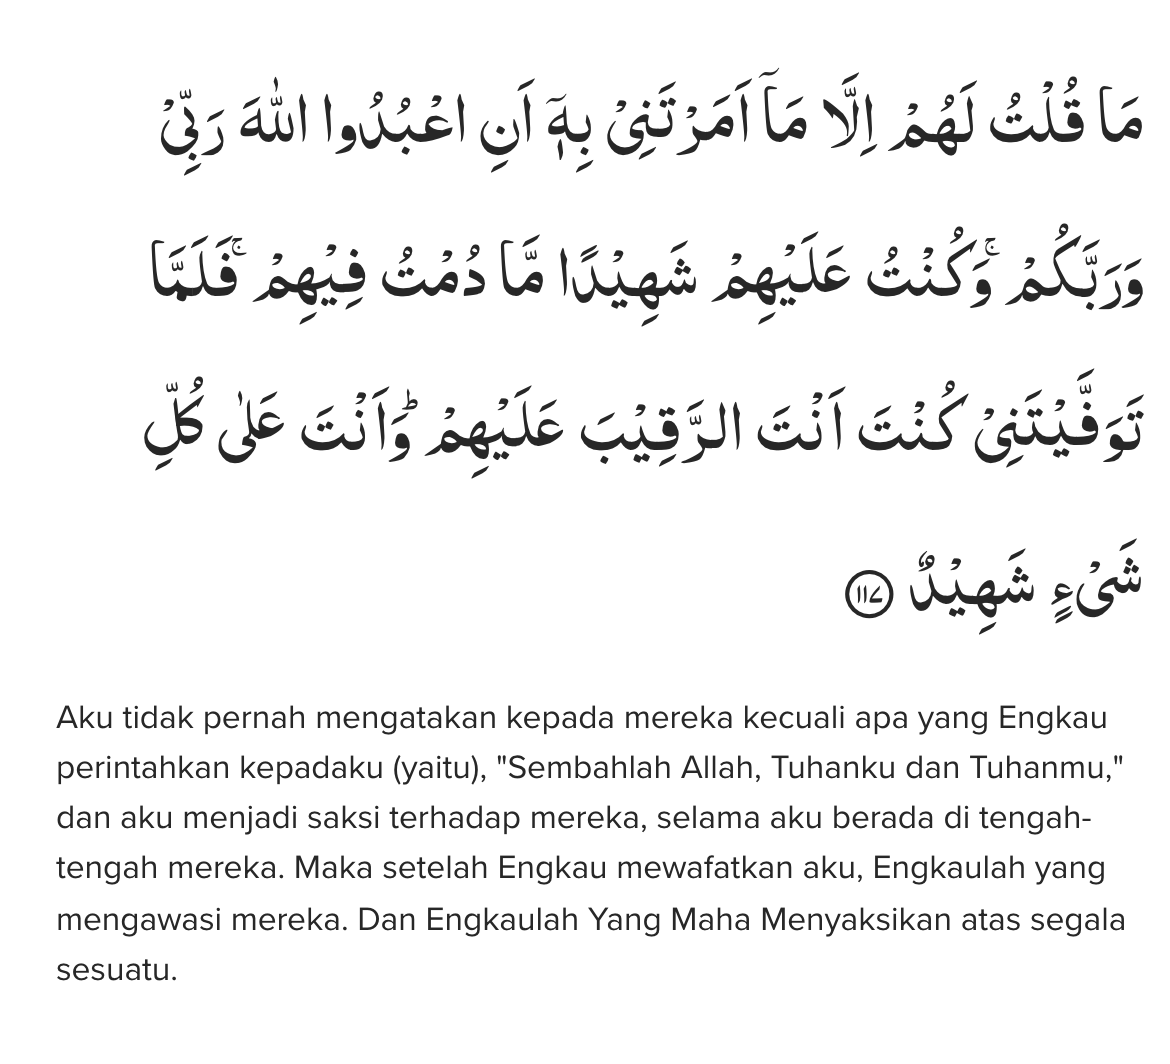 مَا قُلْتُ لَهُمْ اِلَّا مَآ اَمَرْتَنِيْ بِهٖٓ اَنِ اعْبُدُوا اللّٰهَ رَبِّيْ
وَرَبَّكُمْ ۚوَكُنْتُ عَلَيْهِمْ شَهِيْدًا مَّا دُمْتُ فِيْهِمْ ۚفَلَمَّا
تَوَفَّيْتَنِيْ كُنْتَ اَنْتَ الرَّقِيْبَ عَلَيْهِمْ ۗوَاَنْتَ عَلٰى كُلِّ
شَيْءٍ شَهِيْدٌ ١١٧
Aku tidak pernah mengatakan kepada mereka kecuali apa yang Engkau
perintahkan kepadaku (yaitu), "Sembahlah Allah, Tuhanku dan Tuhanmu,"
dan aku menjadi saksi terhadap mereka, selama aku berada di tengah-
tengah mereka. Maka setelah Engkau mewafatkan aku, Engkaulah yang
mengawasi mereka. Dan Engkaulah Yang Maha Menyaksikan atas segala
sesuatu.